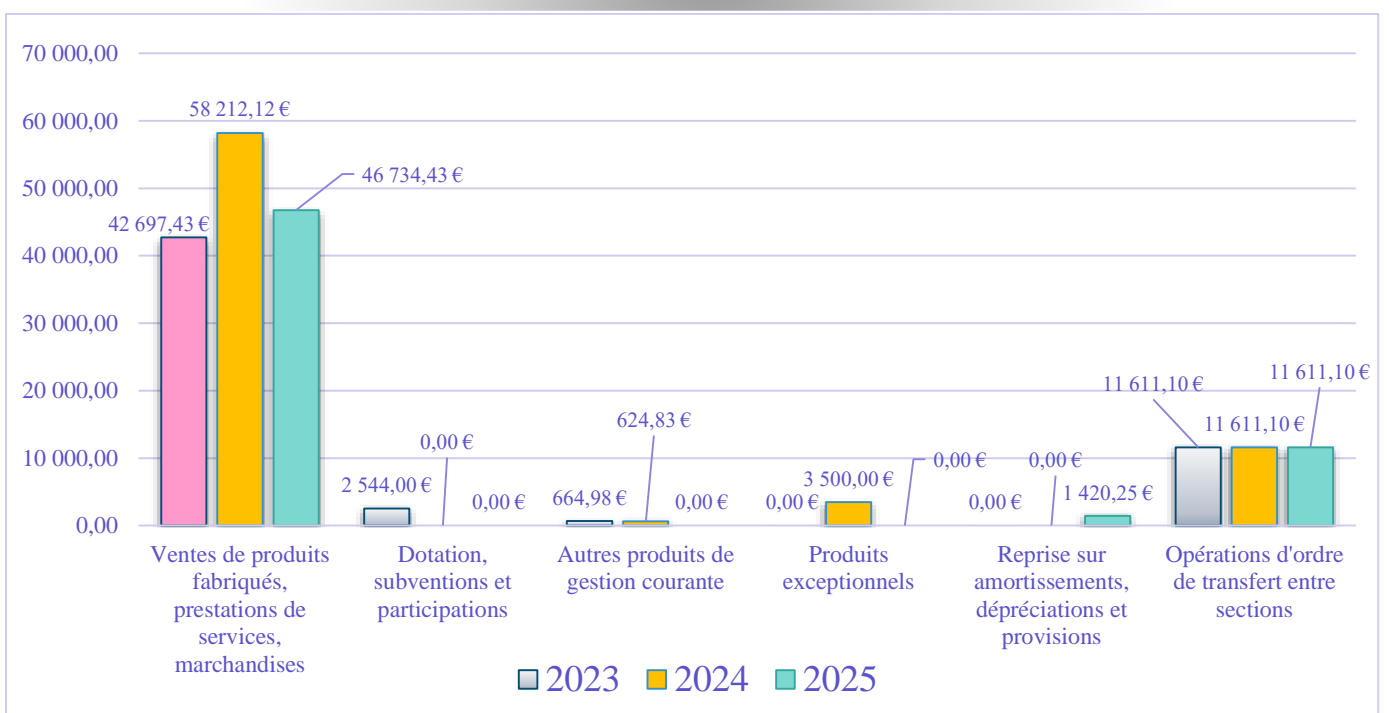 70 000,00
60 000,00
50 000,00
40 000,00
30 000,00
20 000,00
10 000,00
0,00
42 697,43 €
58 212,12 €
46 734,43 €
2 544,00 €
0,00 €
0,00 €
664,98 €
624,83 €
0,00 €
0,00 €
3 500,00 €
0,00 €
0,00 €
0,00 €
1 420,25 €
11 611,10 €
11 611,10 €
11 611,10 €
Ventes de produits
fabriqués,
prestations de
services,
marchandises
Dotation,
subventions et
participations
Autres produits de
gestion courante
Produits
exceptionnels
Reprise sur
amortissements,
dépréciations et
provisions
Opérations d'ordre
de transfert entre
sections
2023 2024 2025